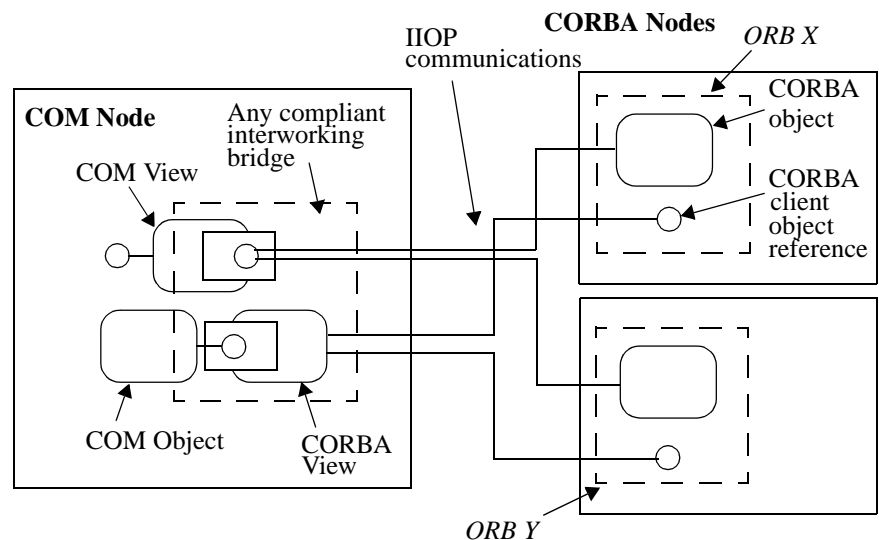 CORBA Nodes
ORB X
IIOP
communications
CORBA
object
COM Node
Any compliant
interworking
bridge
COM View
CORBA
client
object
reference
COM Object
CORBA
View
ORB Y